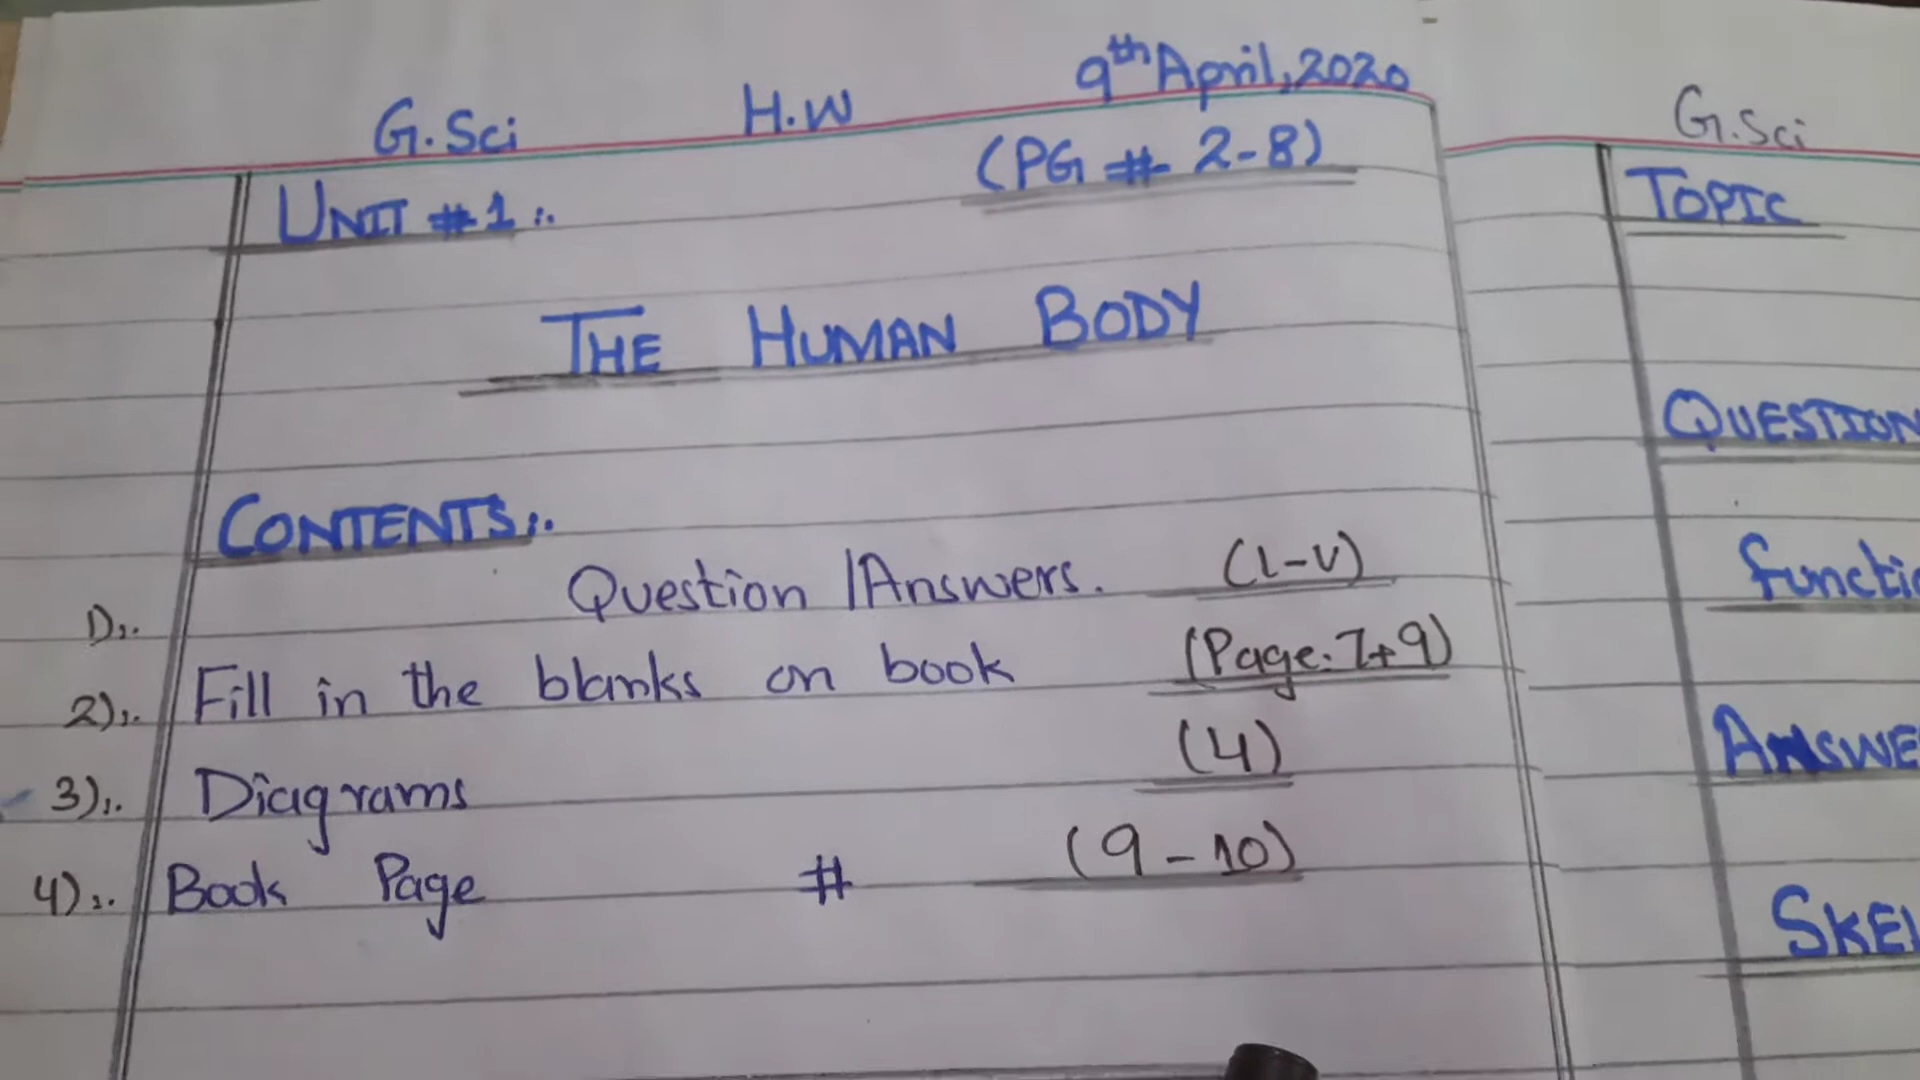 G.Sci H.W 9th April, 2020
UNIT #1:. (PG # 2-8)
THE HUMAN BODY
CONTENTS:.
1):. Question / Answers. (i-v)
2):. Fill in the blanks on book (Page: 7+9)
3):. Diagrams (4)
4):. Book Page # (9-10)
G.Sci
TOPIC
QUESTION
functio
ANSWE
SKEL